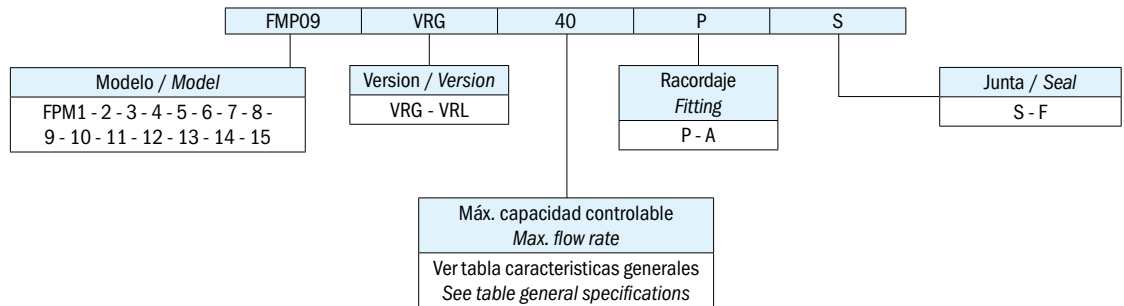 FMP09 VRG 40 P S
Modelo / Model
FPM1 - 2 - 3 - 4 - 5 - 6 - 7 - 8 -
9 - 10 - 11 - 12 - 13 - 14 - 15
Version / Version
VRG - VRL
Racordaje
Fitting
P - A
Junta / Seal
S - F
Máx. capacidad controlable
Max. flow rate
Ver tabla caracteristicas generales
See table general specifications